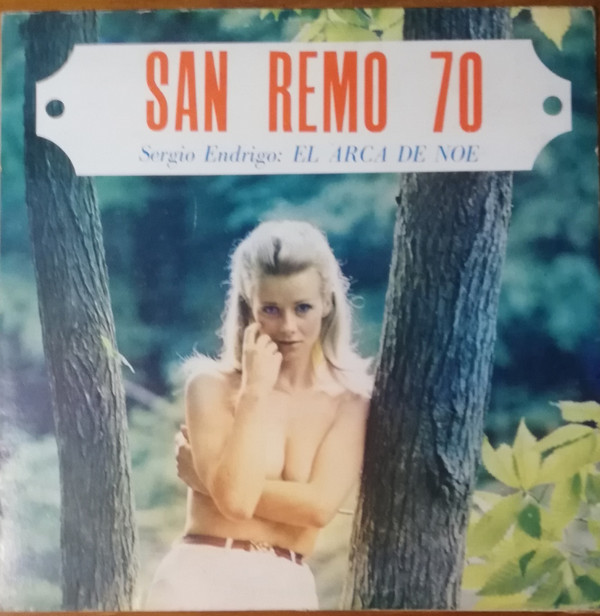 SAN REMO 70
Sergio Endrigo: EL ARCA DE NOE